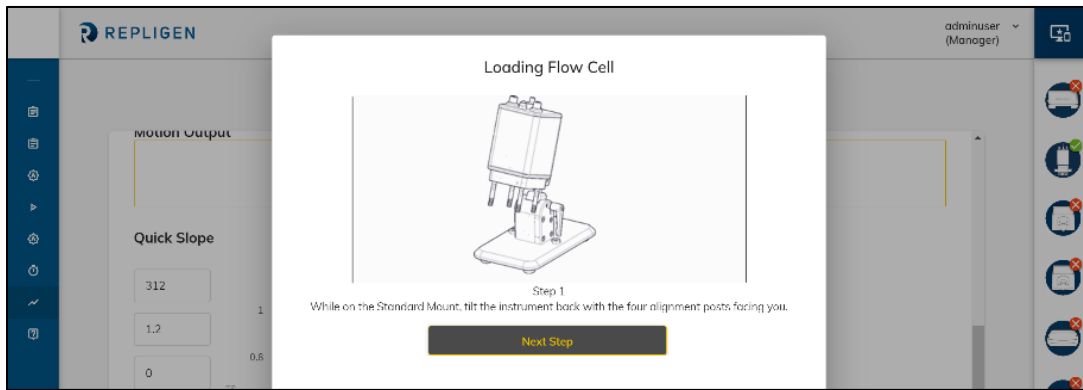 REPLIGEN
adminuser
(Manager)
Loading Flow Cell
Motion Output
Quick Slope
312
1
1.2
0.8
0
Step 1
While on the Standard Mount, tilt the instrument back with the four alignment posts facing you.
Next Step